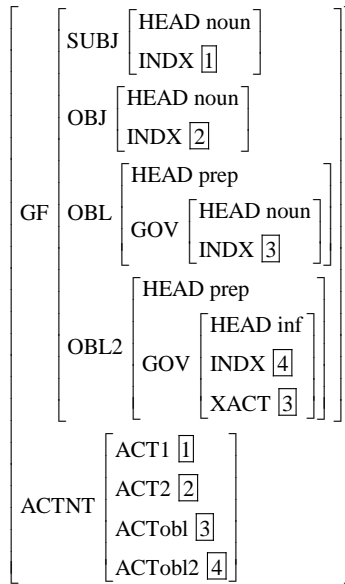 SUBJ HEAD noun
INDX 1
OBJ HEAD noun
INDX 2
HEAD prep
GF OBL GOV HEAD noun
INDX 3
HEAD prep
OBL2 GOV HEAD inf
INDX 4
XACT 3
ACTNT ACT1 1
ACT2 2
ACTobl 3
ACTobl2 4